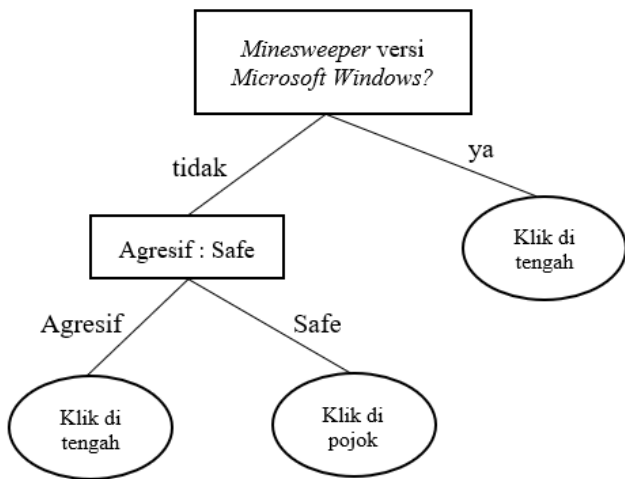 Minesweeper versi
Microsoft Windows?
tidak
ya
Agresif : Safe
Klik di
tengah
Agresif
Safe
Klik di
tengah
Klik di
pojok